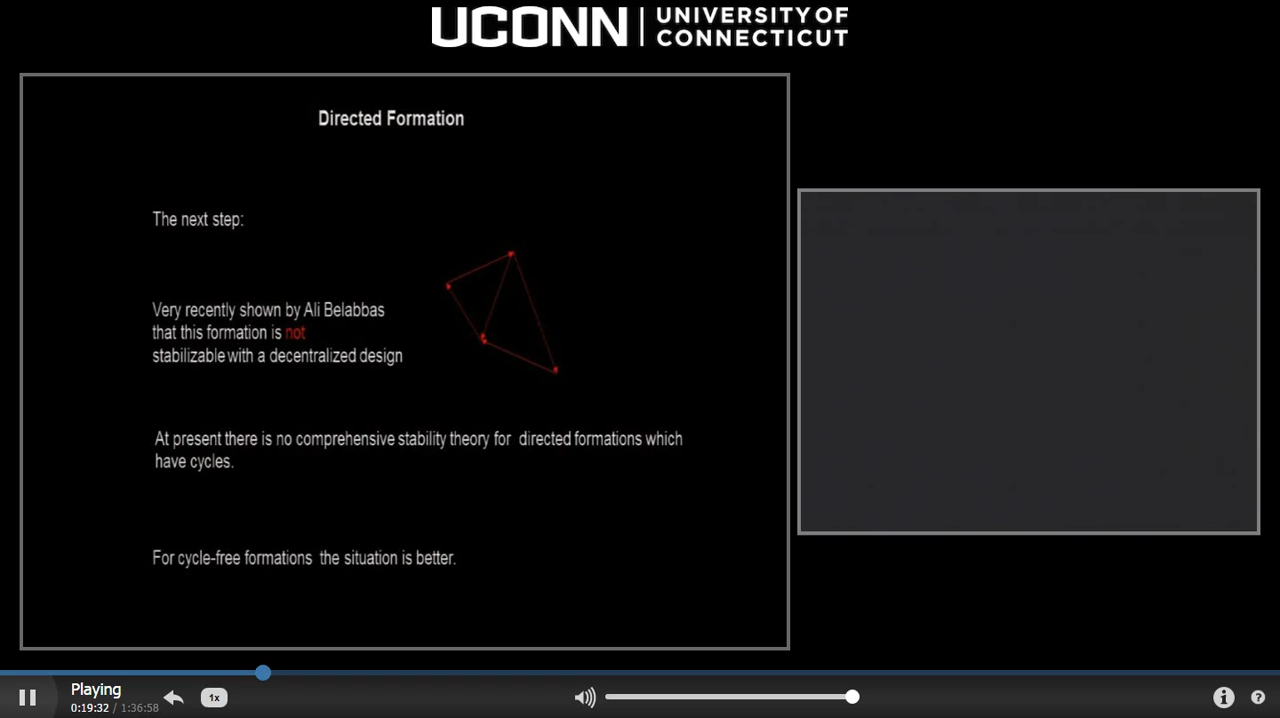 UCONN | UNIVERSITY OF
CONNECTICUT
Directed Formation
The next step:
Very recently shown by Ali Belabbas
that this formation is not
stabilizable with a decentralized design
At present there is no comprehensive stability theory for directed formations which
have cycles.
For cycle-free formations the situation is better.
Playing
0:19:32 / 1:36:58
1x
i
?